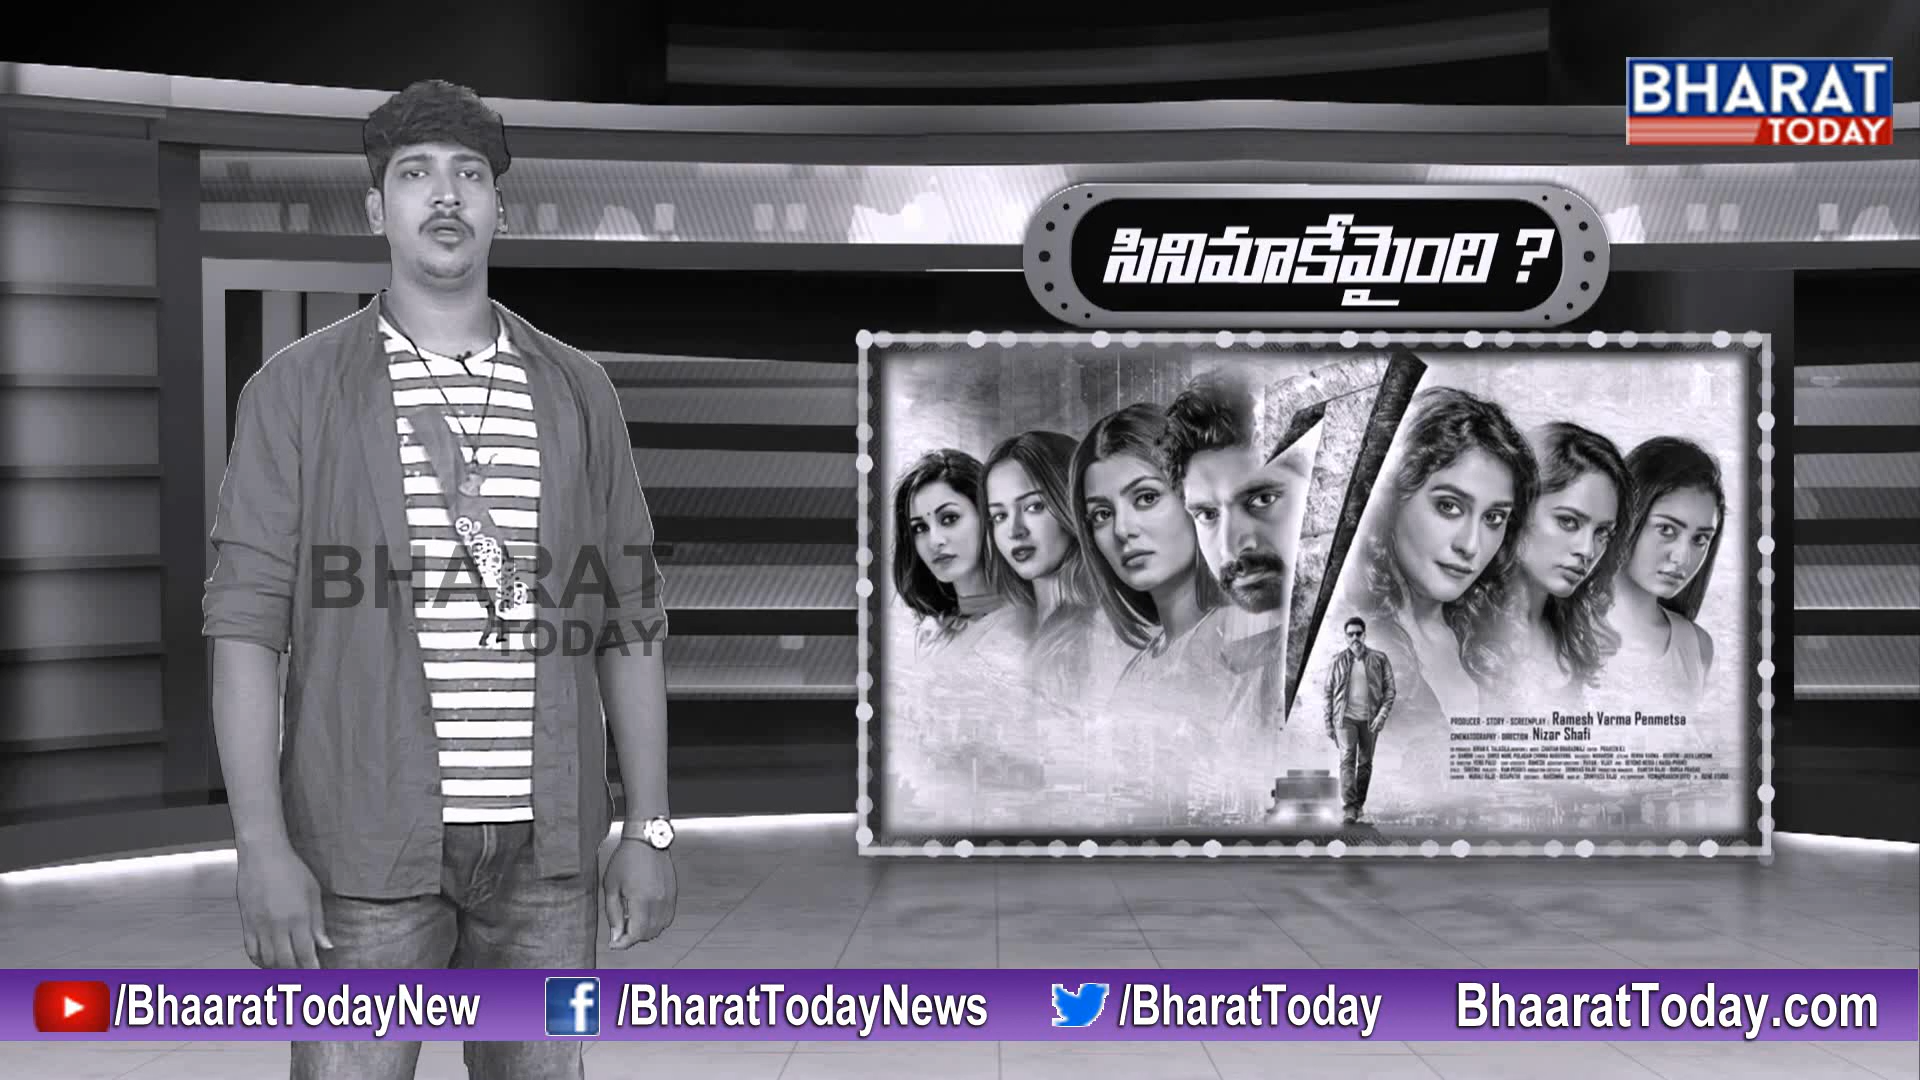 BHARAT
TODAY
సినిమాకేమైంది ?
7
PRODUCER - STORY - SCREENPLAY : Ramesh Varma Penmetsa
CINEMATOGRAPHY - DIRECTION : Nizar Shafi
BHARAT
TODAY
/BhaaratTodayNew
/BharatTodayNews
/BharatToday
BhaaratToday.com